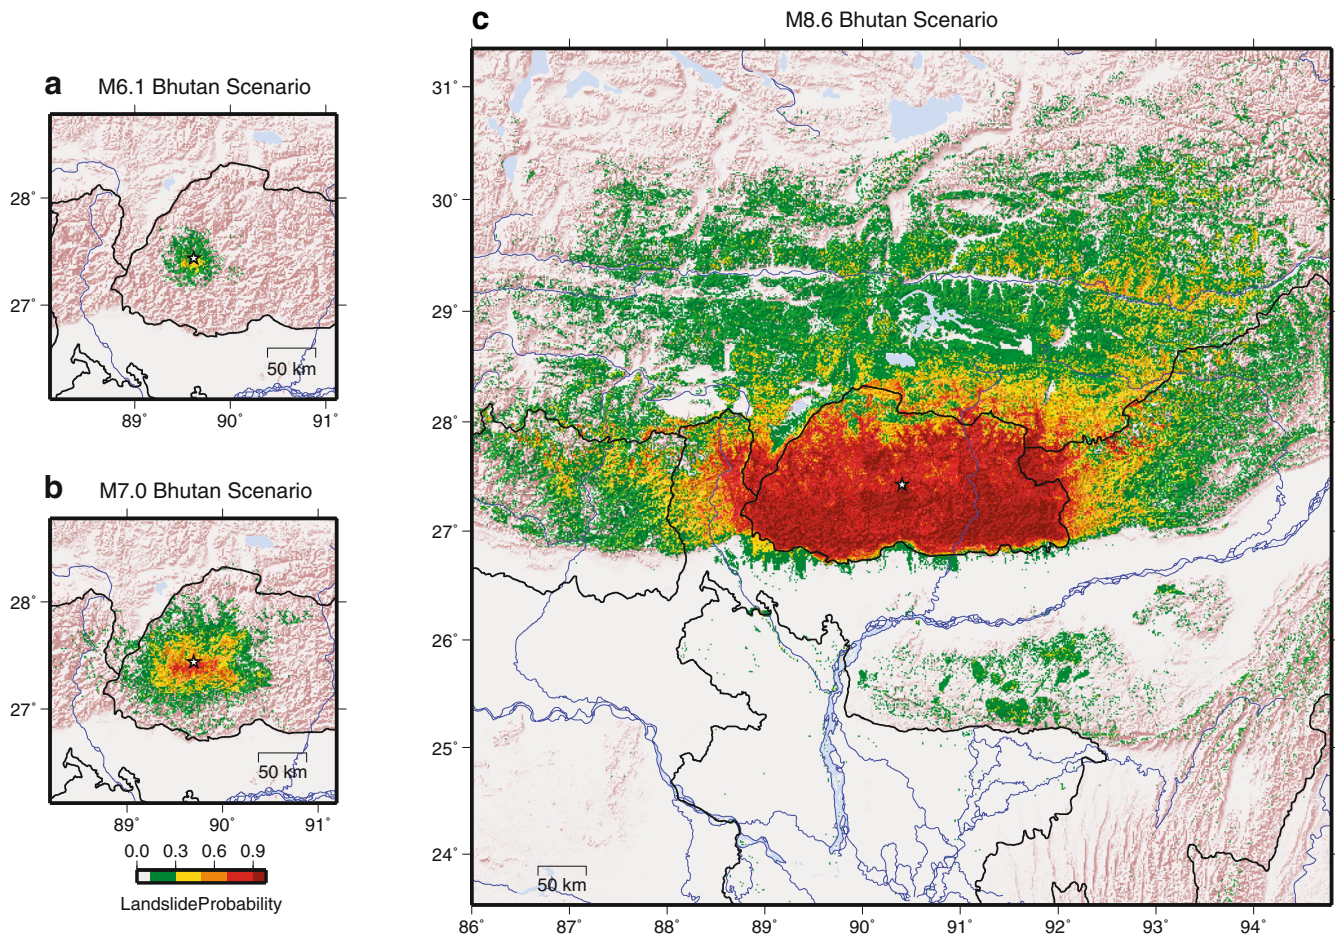 a
M6.1 Bhutan Scenario
28°
27°
50 km
89°
90°
91°
b
M7.0 Bhutan Scenario
28°
27°
50 km
89°
90°
91°
0.0 0.3 0.6 0.9
LandslideProbability
c
M8.6 Bhutan Scenario
31°
30°
29°
28°
27°
26°
25°
24°
50 km
86° 87° 88° 89° 90° 91° 92° 93° 94°